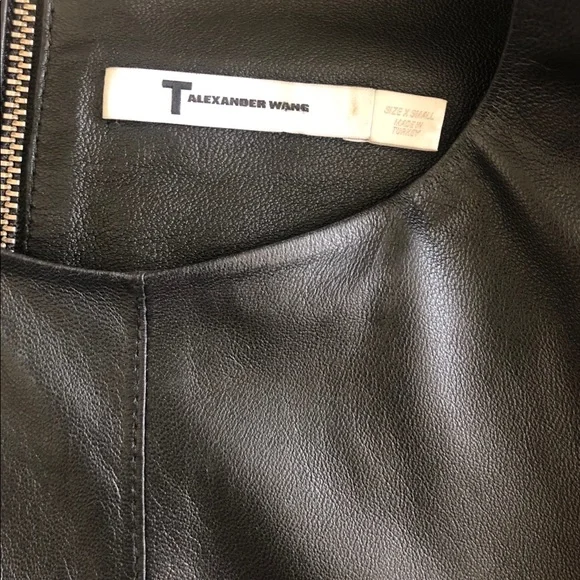 T ALEXANDER WANG
SIZE X SMALL
MADE IN
TURKEY